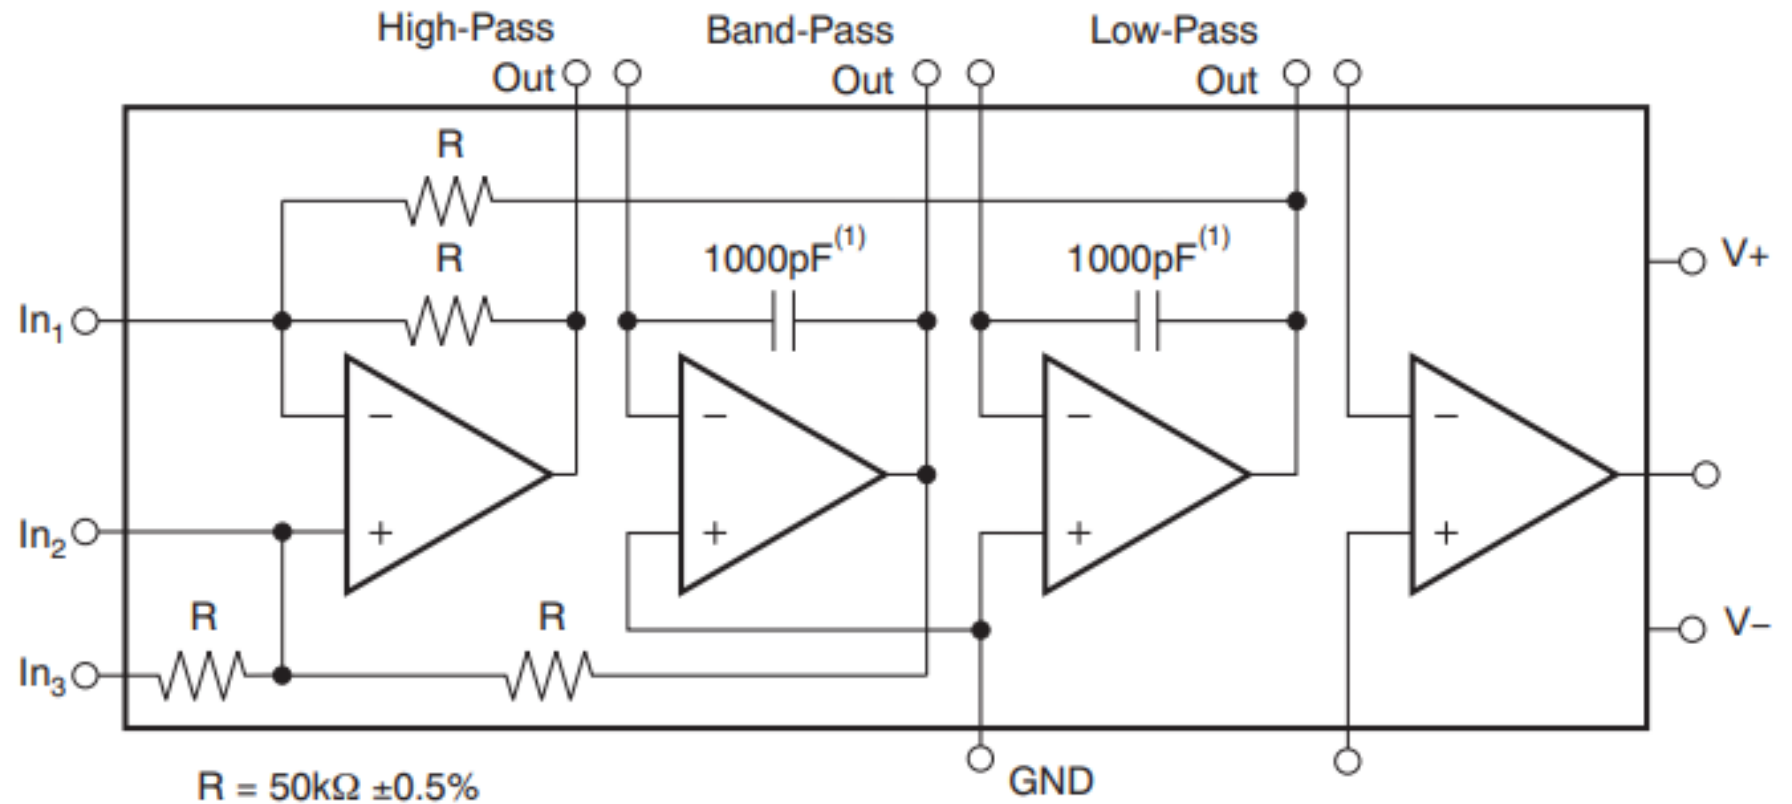 High-Pass
Out
Band-Pass
Out
Low-Pass
Out
R
R
1000pF(1)
1000pF(1)
V+
In1
−
−
−
−
In2
+
+
+
+
R
R
V−
In3
R = 50kΩ ±0.5%
GND